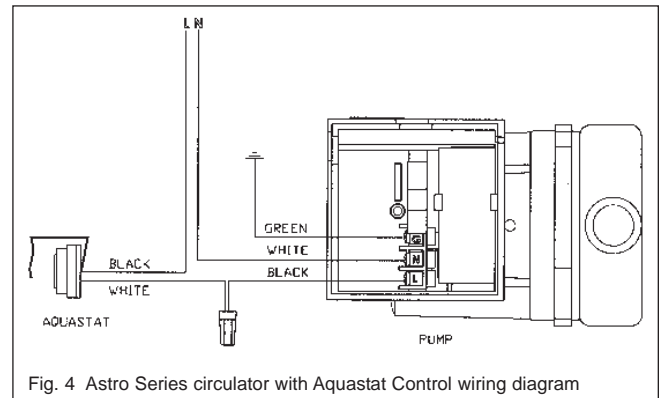 L N
GREEN
G
WHITE
N
BLACK
BLACK
L
WHITE
AQUASTAT
PUMP
Fig. 4 Astro Series circulator with Aquastat Control wiring diagram